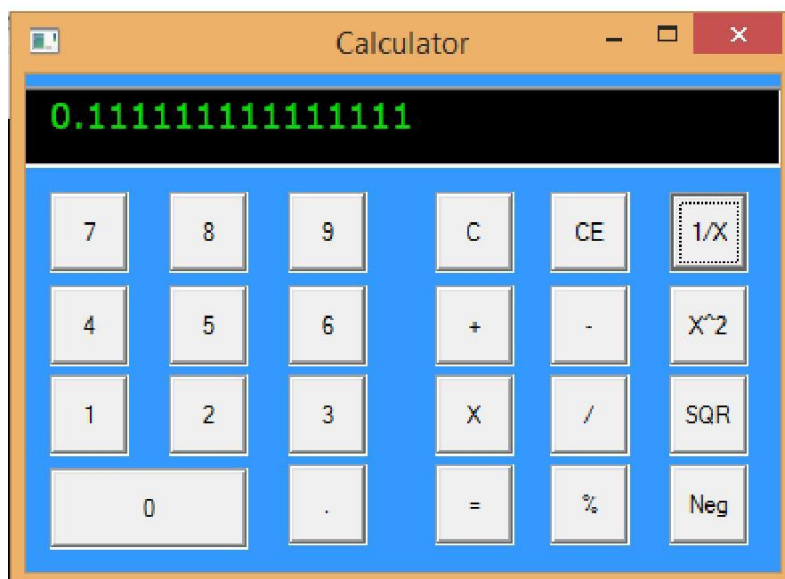 Calculator
0.111111111111111
7 8 9 C CE 1/X
4 5 6 + - X^2
1 2 3 X / SQR
0 . = % Neg